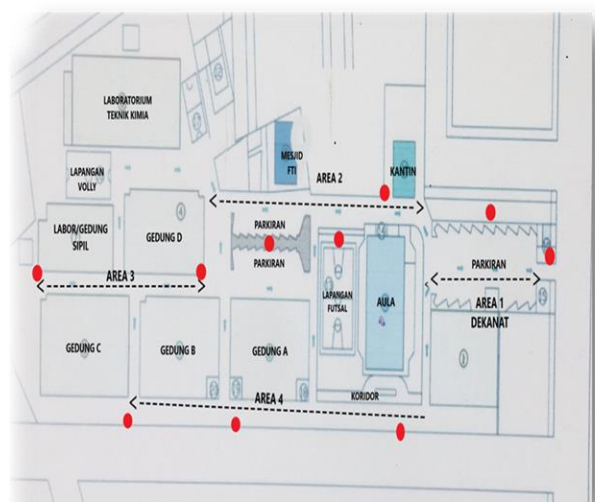 LABORATORIUM
TEKNIK KIMIA
MESJID
FTI
KANTIN
LAPANGAN
VOLLY
AREA 2
LABOR/GEDUNG
SIPIL
4
GEDUNG D
PARKIRAN
PARKIRAN
LAPANGAN
FUTSAL
AULA
PARKIRAN
AREA 3
AREA 1
DEKANAT
GEDUNG C
GEDUNG B
GEDUNG A
KORIDOR
AREA 4